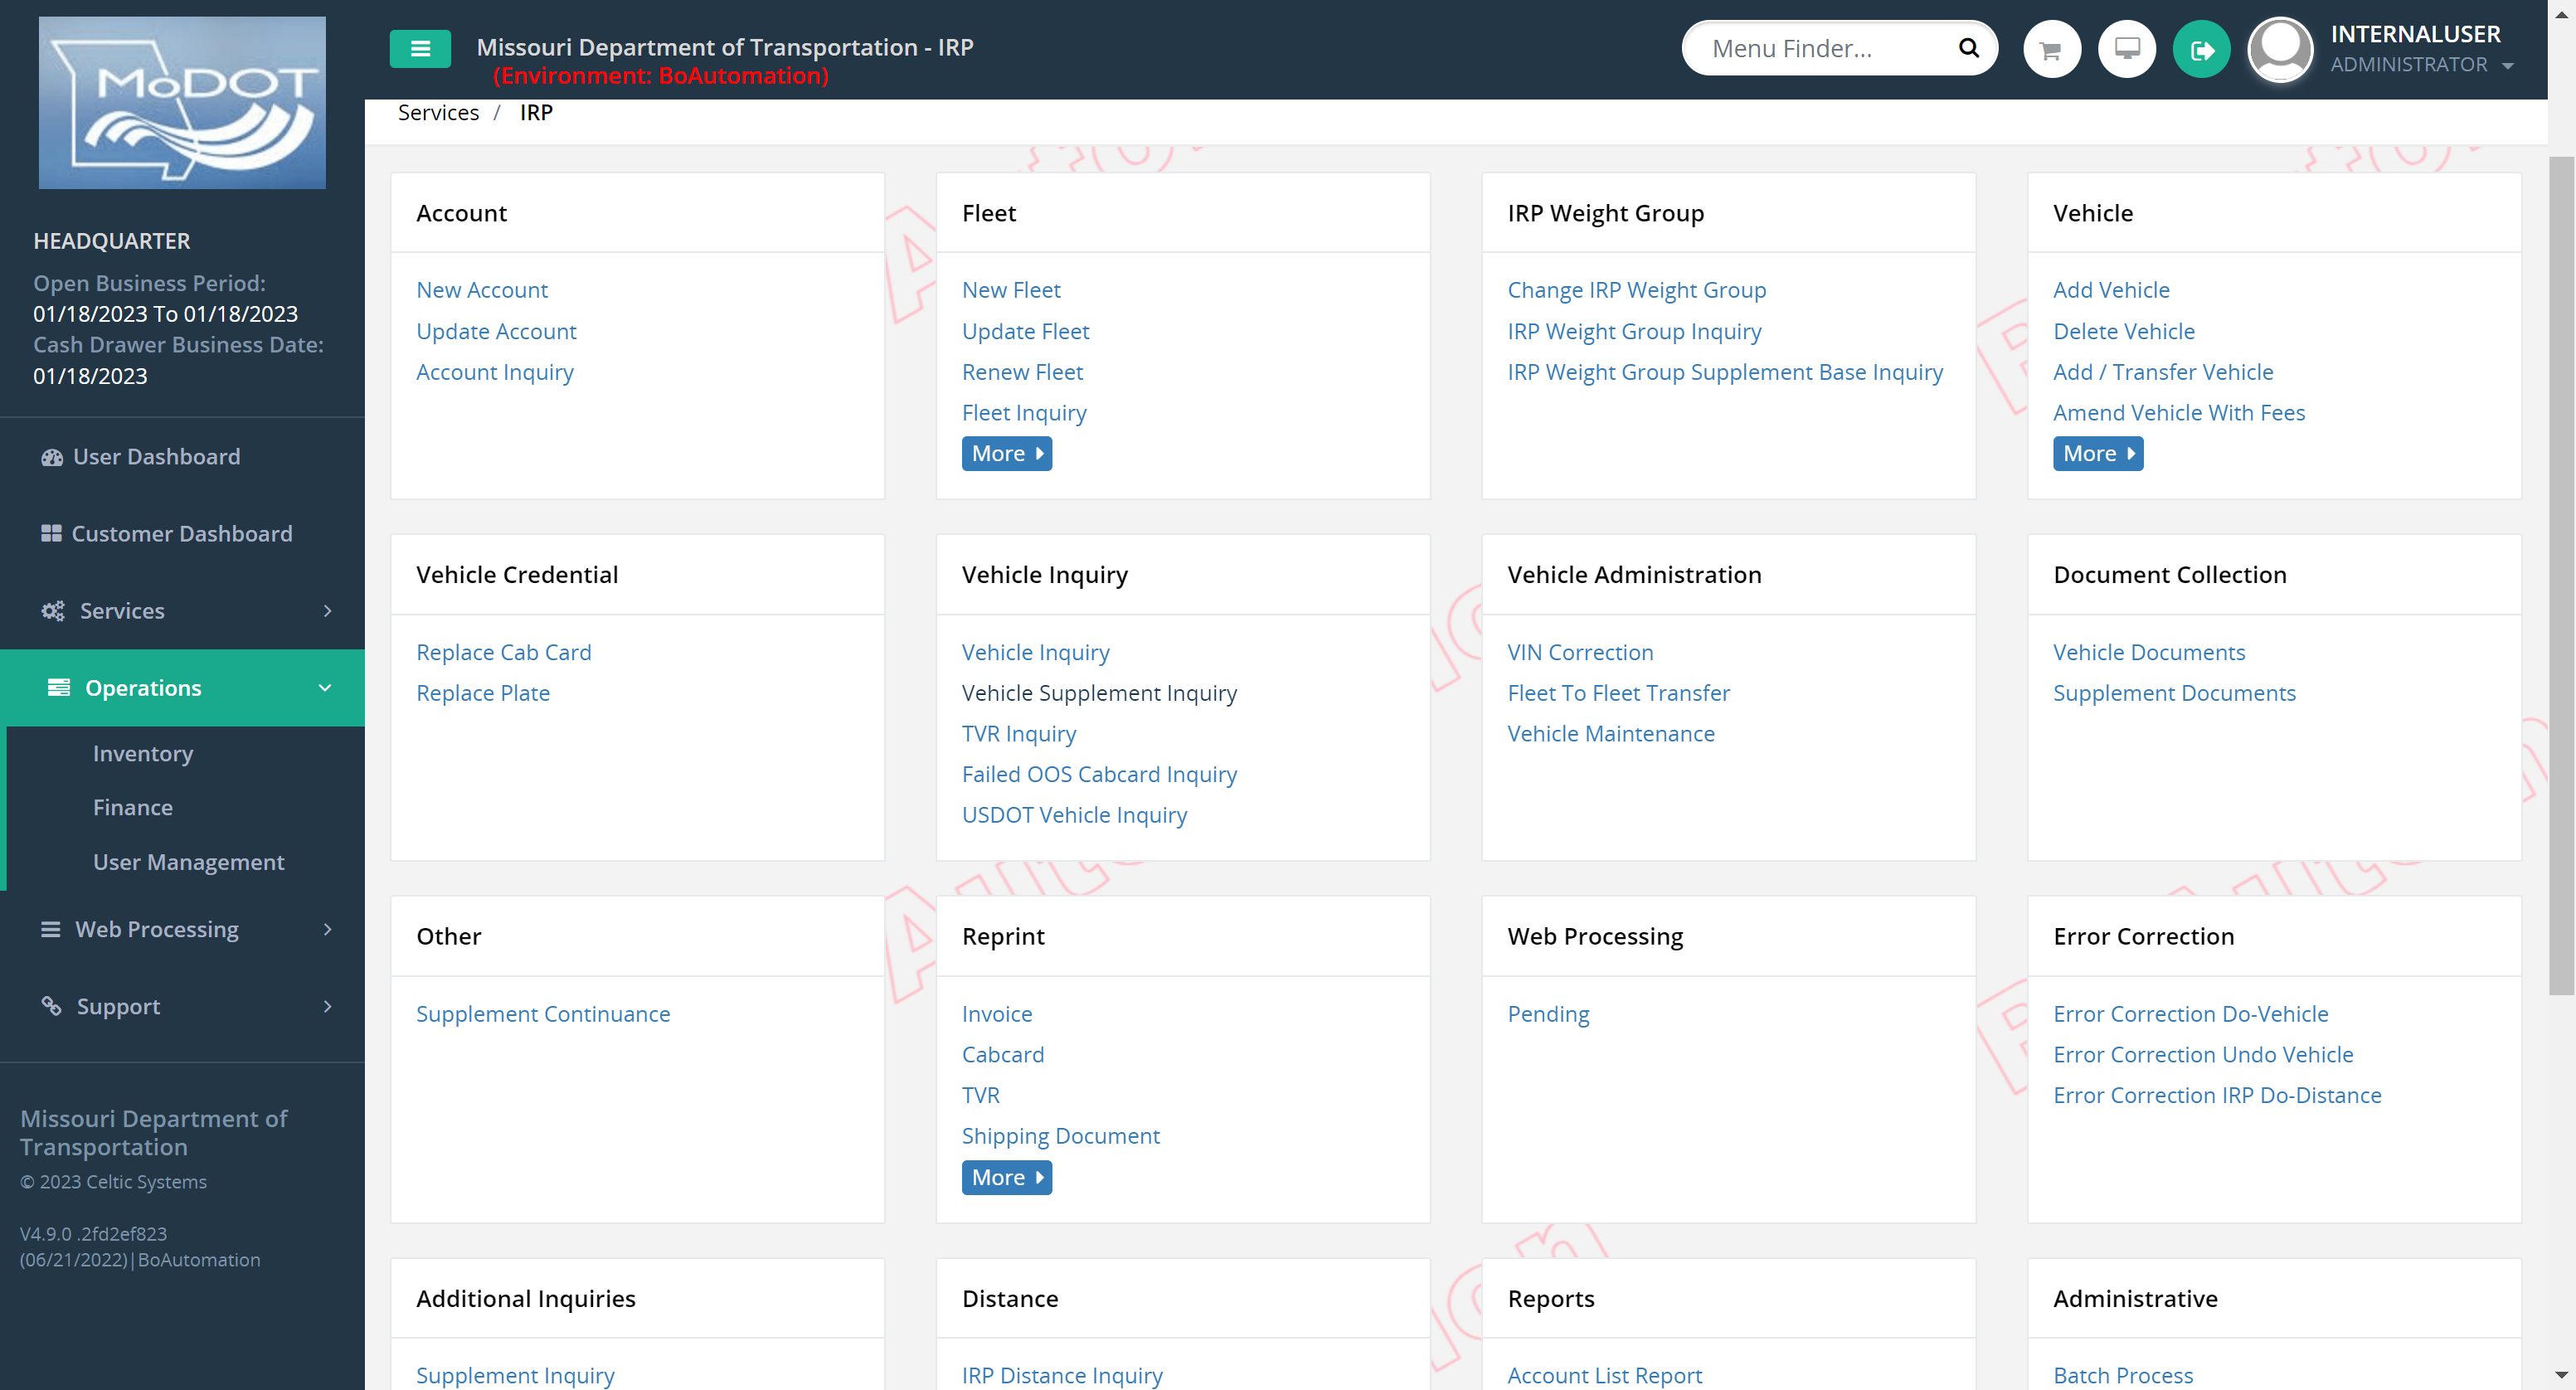 MoDOT
Missouri Department of Transportation - IRP
(Environment: BoAutomation)
Menu Finder...
INTERNALUSER
ADMINISTRATOR
HEADQUARTER
Open Business Period:
01/18/2023 To 01/18/2023
Cash Drawer Business Date:
01/18/2023
User Dashboard
Customer Dashboard
Services
Operations
Inventory
Finance
User Management
Web Processing
Support
Missouri Department of
Transportation
© 2023 Celtic Systems
V4.9.0 .2fd2ef823
(06/21/2022)|BoAutomation
Services / IRP
Account
New Account
Update Account
Account Inquiry
Fleet
New Fleet
Update Fleet
Renew Fleet
Fleet Inquiry
More
IRP Weight Group
Change IRP Weight Group
IRP Weight Group Inquiry
IRP Weight Group Supplement Base Inquiry
Vehicle
Add Vehicle
Delete Vehicle
Add / Transfer Vehicle
Amend Vehicle With Fees
More
Vehicle Credential
Replace Cab Card
Replace Plate
Vehicle Inquiry
Vehicle Inquiry
Vehicle Supplement Inquiry
TVR Inquiry
Failed OOS Cabcard Inquiry
USDOT Vehicle Inquiry
Vehicle Administration
VIN Correction
Fleet To Fleet Transfer
Vehicle Maintenance
Document Collection
Vehicle Documents
Supplement Documents
Other
Supplement Continuance
Reprint
Invoice
Cabcard
TVR
Shipping Document
More
Web Processing
Pending
Error Correction
Error Correction Do-Vehicle
Error Correction Undo Vehicle
Error Correction IRP Do-Distance
Additional Inquiries
Supplement Inquiry
Distance
IRP Distance Inquiry
Reports
Account List Report
Administrative
Batch Process